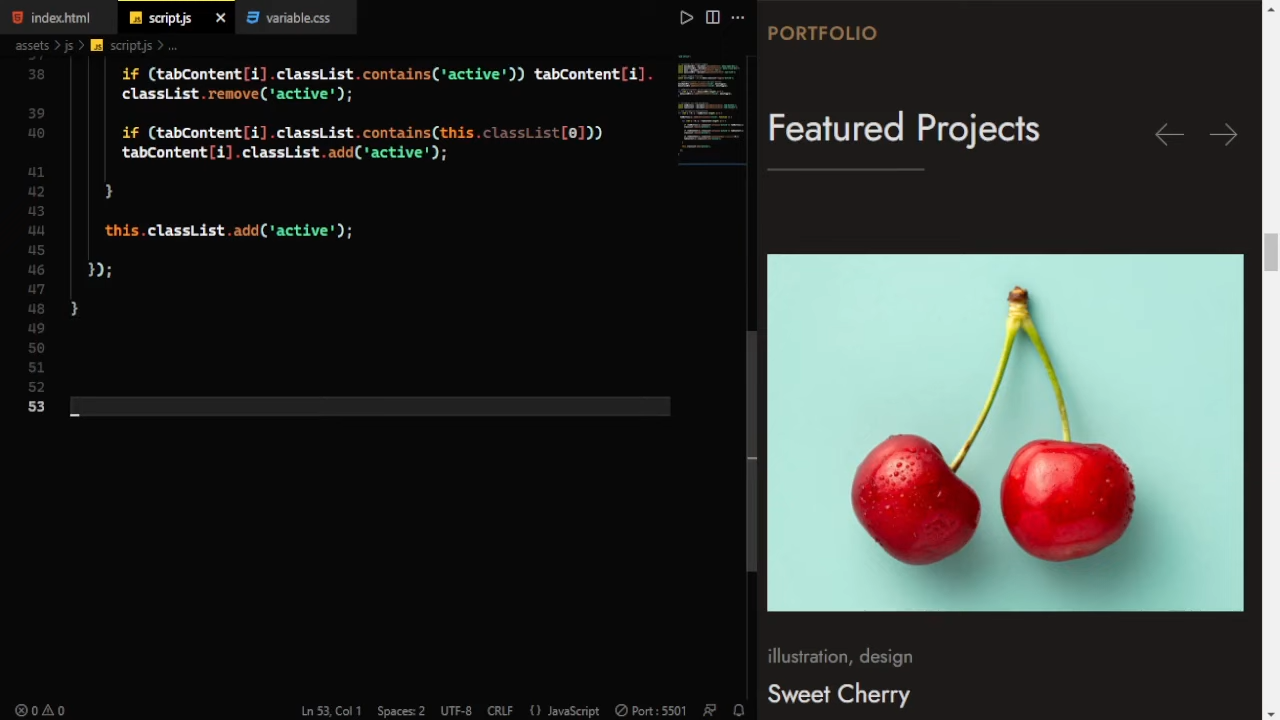 index.html
script.js
variable.css
assets > js > script.js > ...
38 if (tabContent[i].classList.contains('active')) tabContent[i].
classList.remove('active');
39
40 if (tabContent[i].classList.contains(this.classList[0]))
tabContent[i].classList.add('active');
41
42 }
43
44 this.classList.add('active');
45
46 });
47
48 }
49
50
51
52
53
0 0
Ln 53, Col 1
Spaces: 2
UTF-8
CRLF
{} JavaScript
Port : 5501
PORTFOLIO
Featured Projects
illustration, design
Sweet Cherry